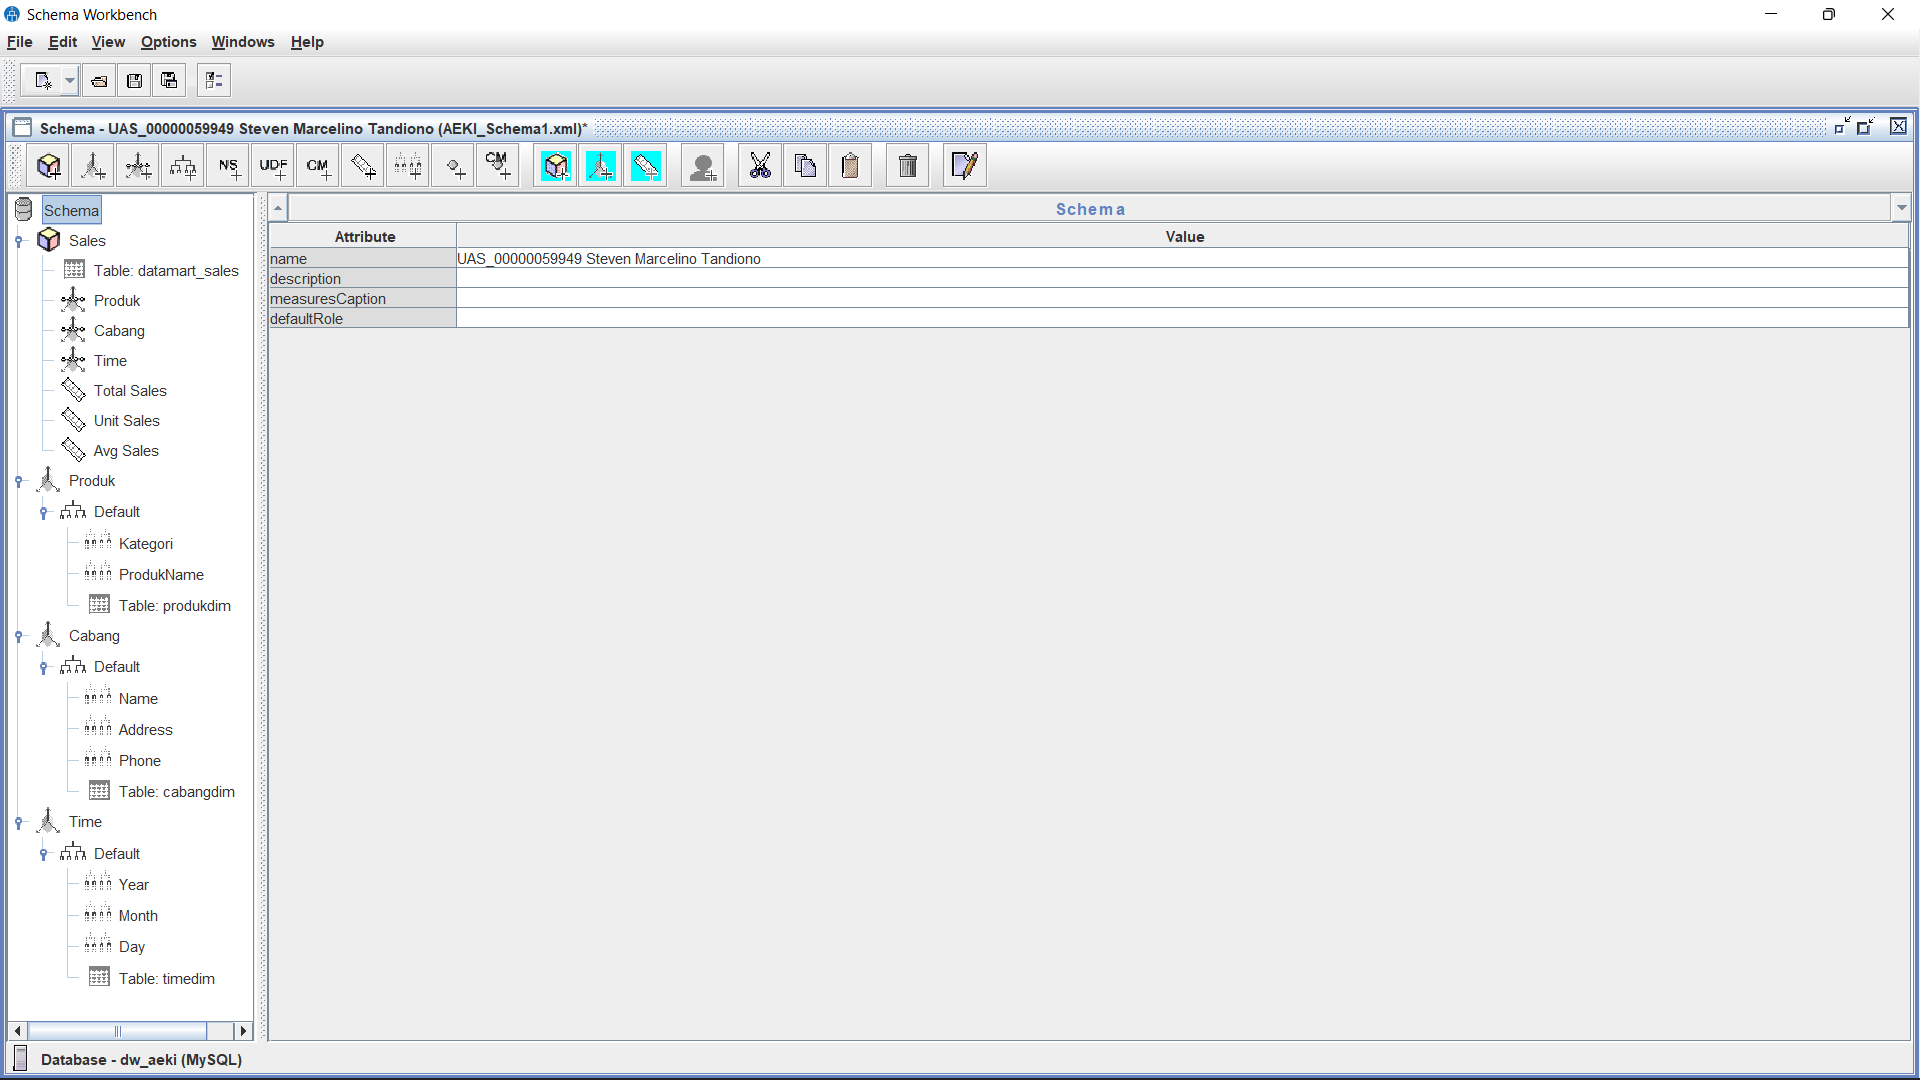 Schema Workbench
File Edit View Options Windows Help
Schema - UAS_00000059949 Steven Marcelino Tandiono (AEKI_Schema1.xml)*
NS UDF CM CM
Schema
Sales
Table: datamart_sales
Produk
Cabang
Time
Total Sales
Unit Sales
Avg Sales
Produk
Default
Kategori
ProdukName
Table: produkdim
Cabang
Default
Name
Address
Phone
Table: cabangdim
Time
Default
Year
Month
Day
Table: timedim
Schema
Attribute Value
name UAS_00000059949 Steven Marcelino Tandiono
description
measuresCaption
defaultRole
Database - dw_aeki (MySQL)